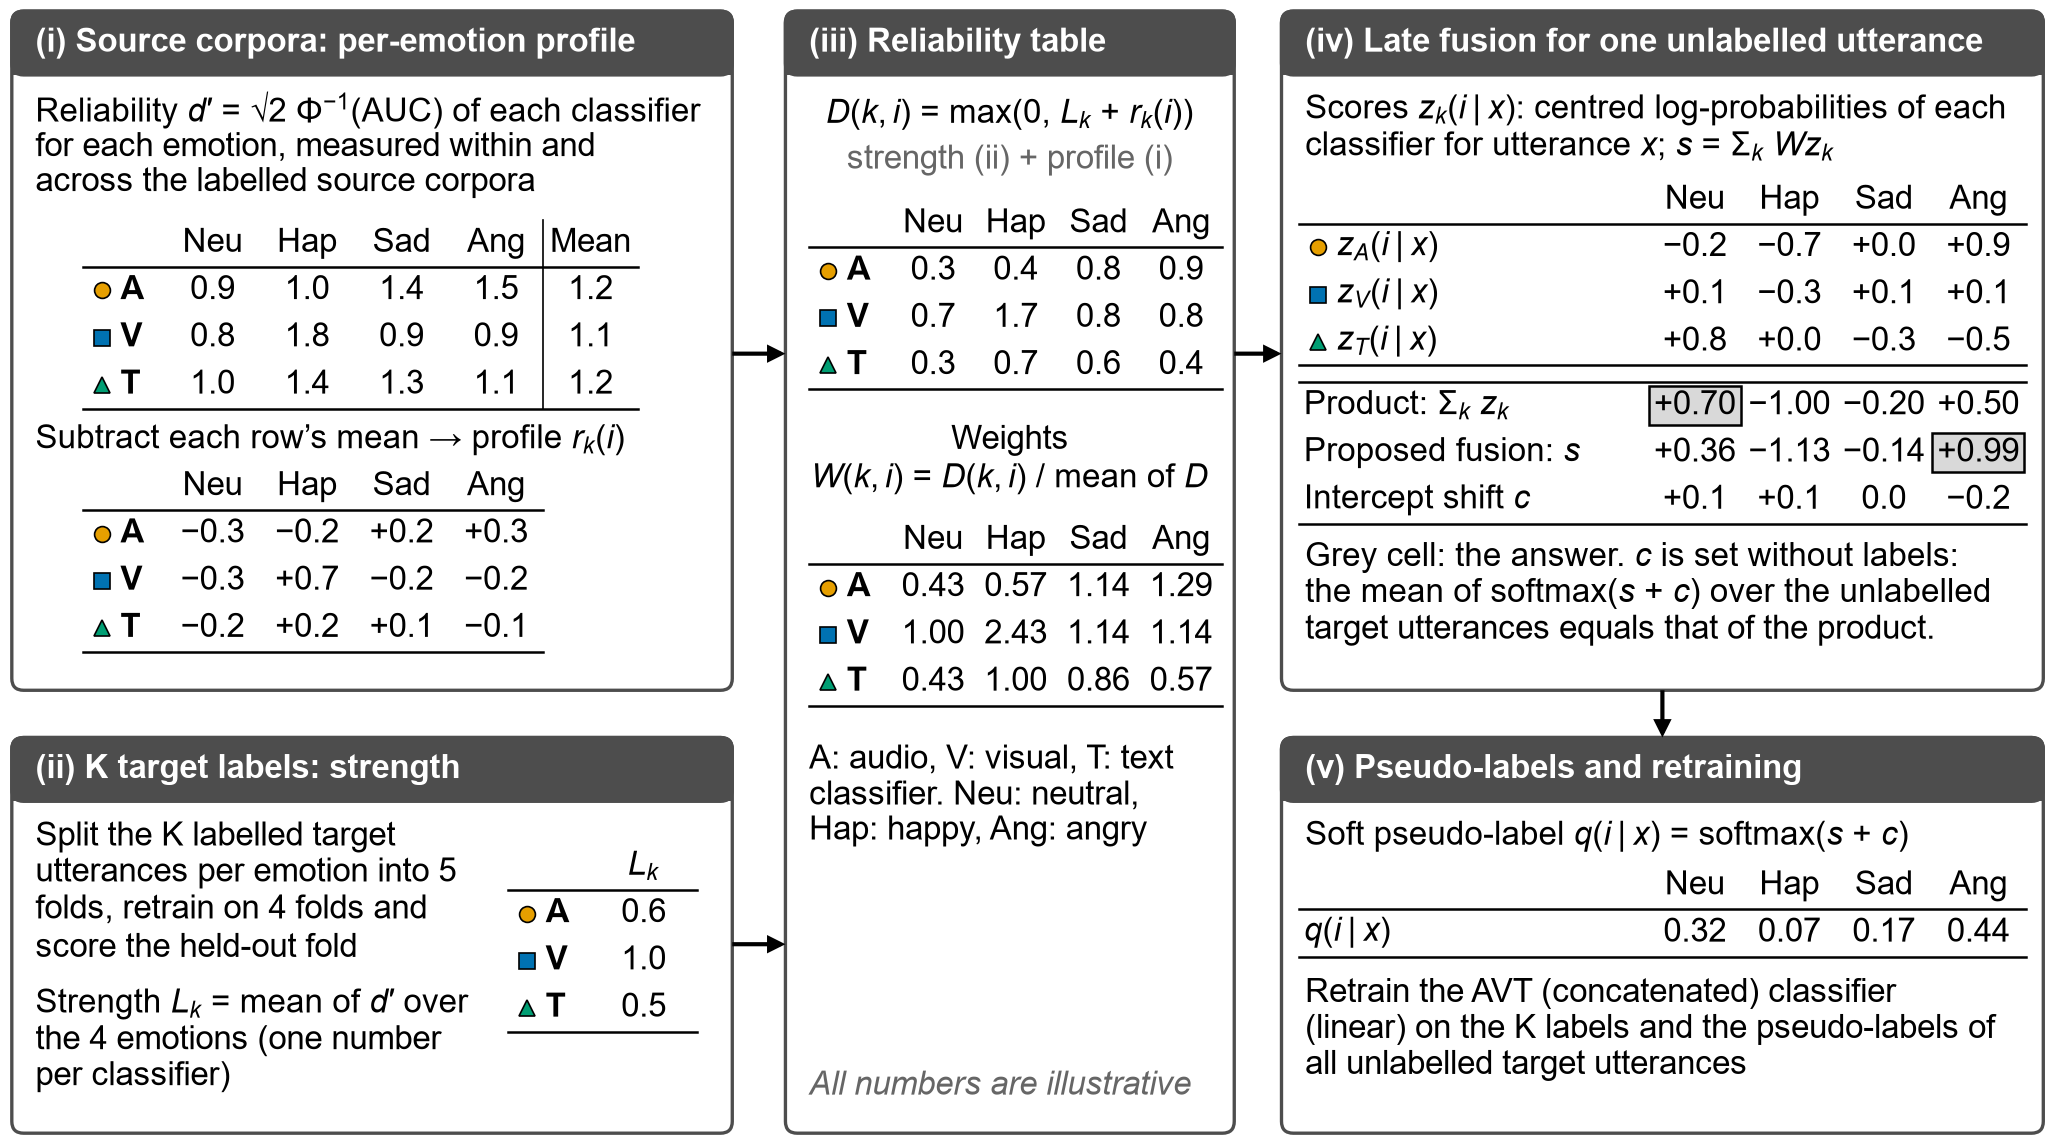 (i) Source corpora: per-emotion profile
Reliability d′ = √2 Φ⁻¹(AUC) of each classifier
for each emotion, measured within and
across the labelled source corpora
Neu Hap Sad Ang Mean
A 0.9 1.0 1.4 1.5 1.2
V 0.8 1.8 0.9 0.9 1.1
T 1.0 1.4 1.3 1.1 1.2
Subtract each row’s mean → profile rₖ(i)
Neu Hap Sad Ang
A −0.3 −0.2 +0.2 +0.3
V −0.3 +0.7 −0.2 −0.2
T −0.2 +0.2 +0.1 −0.1
(ii) K target labels: strength
Split the K labelled target
utterances per emotion into 5
folds, retrain on 4 folds and
score the held-out fold
Strength Lₖ = mean of d′ over
the 4 emotions (one number
per classifier)
Lₖ
A 0.6
V 1.0
T 0.5
(iii) Reliability table
D(k, i) = max(0, Lₖ + rₖ(i))
strength (ii) + profile (i)
Neu Hap Sad Ang
A 0.3 0.4 0.8 0.9
V 0.7 1.7 0.8 0.8
T 0.3 0.7 0.6 0.4
Weights
W(k, i) = D(k, i) / mean of D
Neu Hap Sad Ang
A 0.43 0.57 1.14 1.29
V 1.00 2.43 1.14 1.14
T 0.43 1.00 0.86 0.57
A: audio, V: visual, T: text
classifier. Neu: neutral,
Hap: happy, Ang: angry
All numbers are illustrative
(iv) Late fusion for one unlabelled utterance
Scores zₖ(i | x): centred log-probabilities of each
classifier for utterance x; s = Σₖ Wzₖ
Neu Hap Sad Ang
z_A(i | x) −0.2 −0.7 +0.0 +0.9
z_V(i | x) +0.1 −0.3 +0.1 +0.1
z_T(i | x) +0.8 +0.0 −0.3 −0.5
Product: Σₖ zₖ +0.70 −1.00 −0.20 +0.50
Proposed fusion: s +0.36 −1.13 −0.14 +0.99
Intercept shift c +0.1 +0.1 0.0 −0.2
Grey cell: the answer. c is set without labels:
the mean of softmax(s + c) over the unlabelled
target utterances equals that of the product.
(v) Pseudo-labels and retraining
Soft pseudo-label q(i | x) = softmax(s + c)
Neu Hap Sad Ang
q(i | x) 0.32 0.07 0.17 0.44
Retrain the AVT (concatenated) classifier
(linear) on the K labels and the pseudo-labels of
all unlabelled target utterances